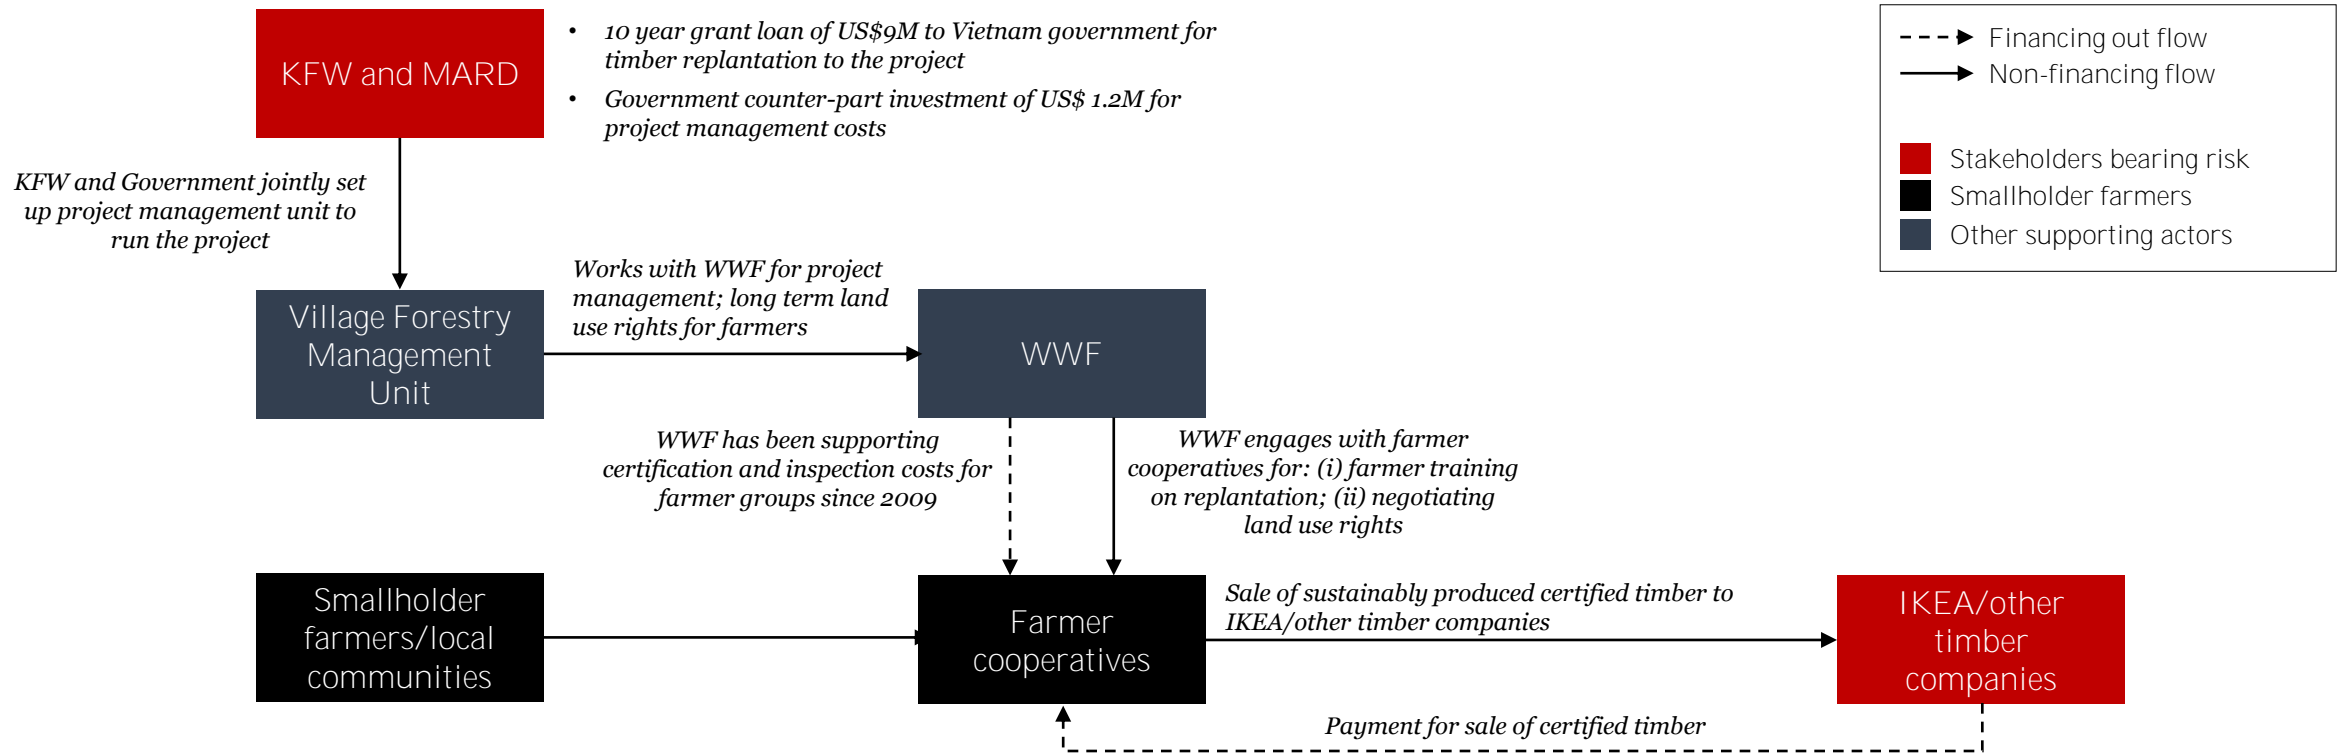 KFW and MARD
• 10 year grant loan of US$9M to Vietnam government for
timber replantation to the project
• Government counter-part investment of US$ 1.2M for
project management costs
Financing out flow
Non-financing flow
Stakeholders bearing risk
Smallholder farmers
Other supporting actors
KFW and Government jointly set
up project management unit to
run the project
Village Forestry
Management
Unit
Works with WWF for project
management; long term land
use rights for farmers
WWF
WWF has been supporting
certification and inspection costs for
farmer groups since 2009
WWF engages with farmer
cooperatives for: (i) farmer training
on replantation; (ii) negotiating
land use rights
Smallholder
farmers/local
communities
Farmer
cooperatives
Sale of sustainably produced certified timber to
IKEA/other timber companies
IKEA/other
timber
companies
Payment for sale of certified timber